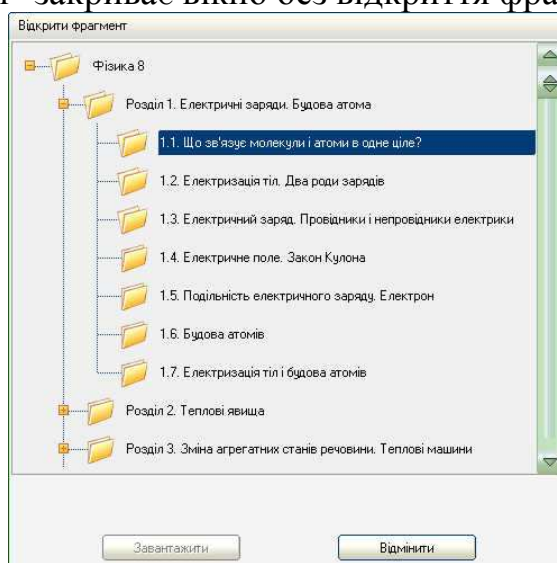 закриває вікно без відкриття фра
Відкрити фрагмент
Фізика 8
Розділ 1. Електричні заряди. Будова атома
1.1. Що зв'язує молекули і атоми в одне ціле?
1.2. Електризація тіл. Два роди зарядів
1.3. Електричний заряд. Провідники і непровідники електрики
1.4. Електричне поле. Закон Кулона
1.5. Подільність електричного заряду. Електрон
1.6. Будова атомів
1.7. Електризація тіл і будова атомів
Розділ 2. Теплові явища
Розділ 3. Зміна агрегатних станів речовини. Теплові машини
Завантажити
Відмінити